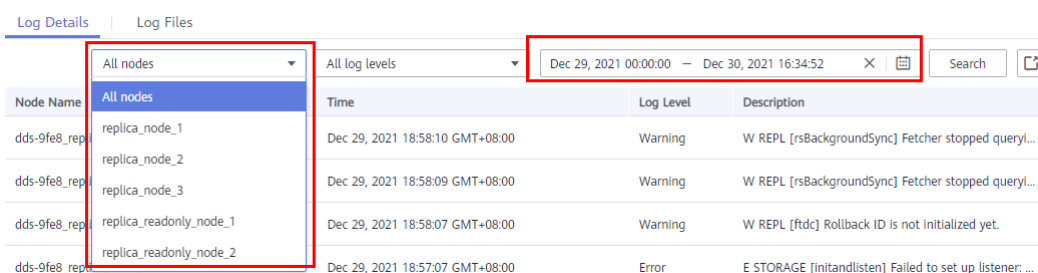 Log Details Log Files
All nodes All log levels Dec 29, 2021 00:00:00 — Dec 30, 2021 16:34:52 Search
Node Name Time Log Level Description
All nodes
dds-9fe8_repli Dec 29, 2021 18:58:10 GMT+08:00 Warning W REPL [rsBackgroundSync] Fetcher stopped queryi...
replica_node_1
replica_node_2
dds-9fe8_repli Dec 29, 2021 18:58:09 GMT+08:00 Warning W REPL [rsBackgroundSync] Fetcher stopped queryi...
replica_node_3
dds-9fe8_repli Dec 29, 2021 18:58:07 GMT+08:00 Warning W REPL [ftdc] Rollback ID is not initialized yet.
replica_readonly_node_1
replica_readonly_node_2
dds-9fe8_repli Dec 29, 2021 18:57:07 GMT+08:00 Error E STORAGE [initandlisten] Failed to set up listener: ...